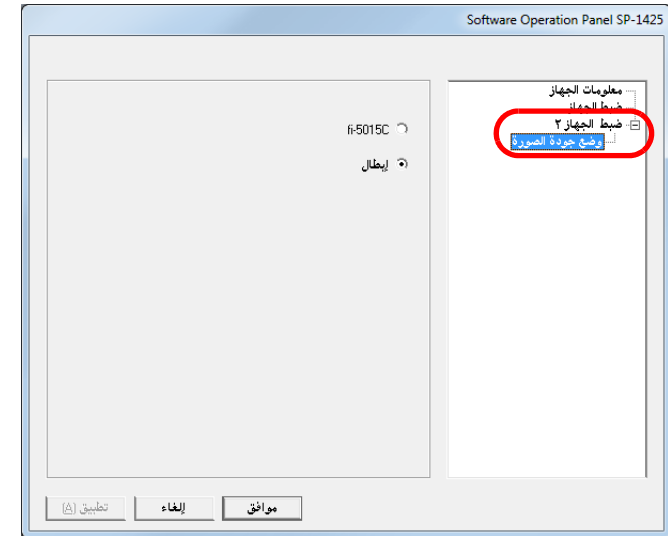 Software Operation Panel SP-1425
معلومات الجهاز
ضبط الجهاز
ضبط الجهاز ٢
وضع جودة الصورة
fi-5015C
إبطال
موافق
إلغاء
تطبيق (A)